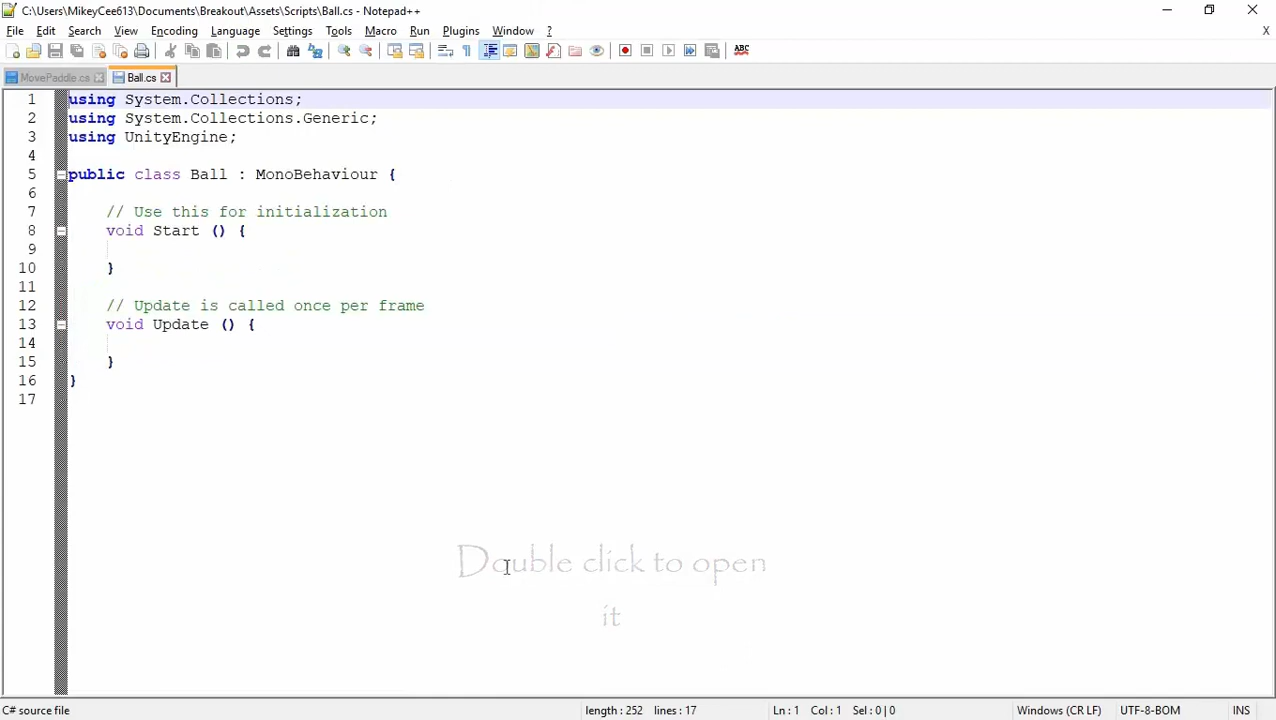 C:\Users\MikeyCee613\Documents\Breakout\Assets\Scripts\Ball.cs - Notepad++
File Edit Search View Encoding Language Settings Tools Macro Run Plugins Window ? X
ABC
MovePaddle.cs Ball.cs
1 using System.Collections;
2 using System.Collections.Generic;
3 using UnityEngine;
4
5 public class Ball : MonoBehaviour {
6
7 // Use this for initialization
8 void Start () {
9
10 }
11
12 // Update is called once per frame
13 void Update () {
14
15 }
16 }
17
Double click to open
it
C# source file length : 252 lines : 17 Ln : 1 Col : 1 Sel : 0 | 0 Windows (CR LF) UTF-8-BOM INS